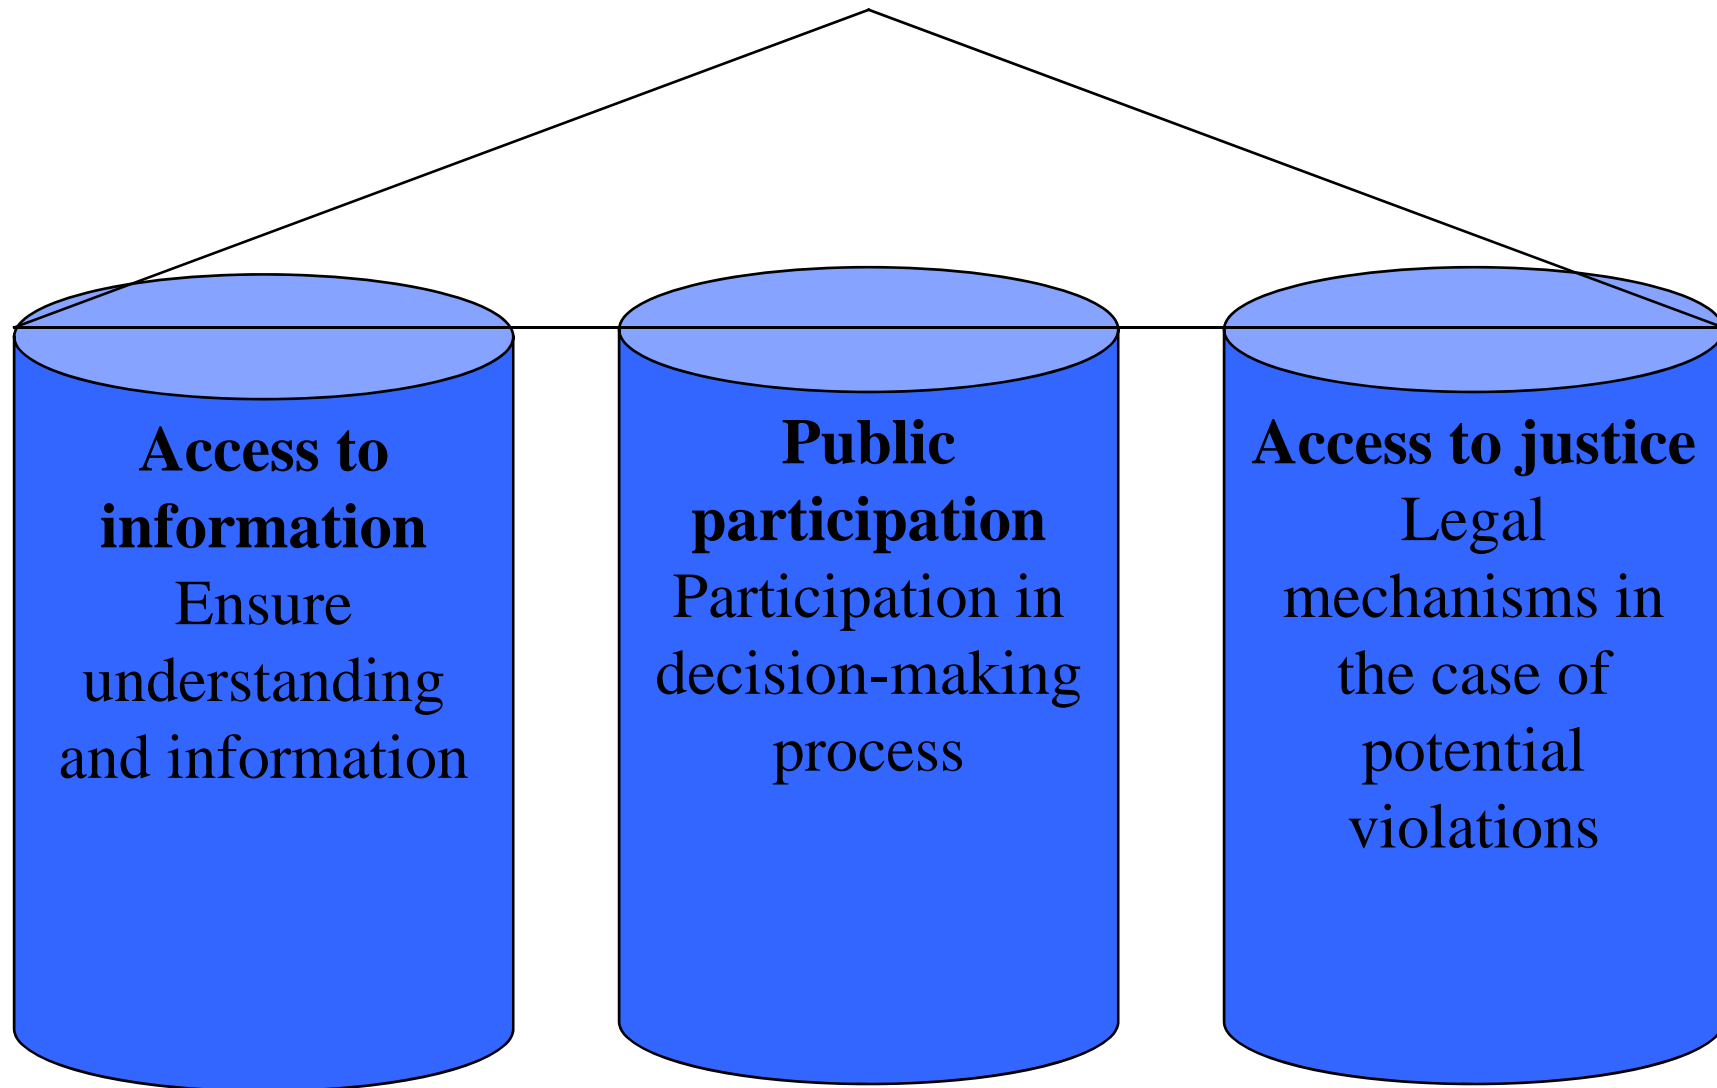 Access to
information
Ensure
understanding
and information
Public
participation
Participation in
decision-making
process
Access to justice
Legal
mechanisms in
the case of
potential
violations